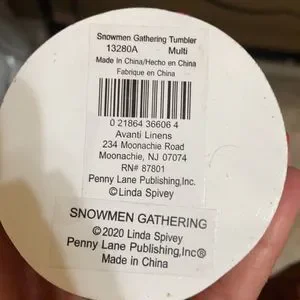 Snowmen Gathering Tumbler
13280A Multi
Made In China/Hecho en China
Fabrique en China
0 21864 36606 4
Avanti Linens
234 Moonachie Road
Moonachie, NJ 07074
RN# 87801
Penny Lane Publishing,Inc.
©Linda Spivey
SNOWMEN GATHERING
©2020 Linda Spivey
Penny Lane Publishing,Inc®
Made in China